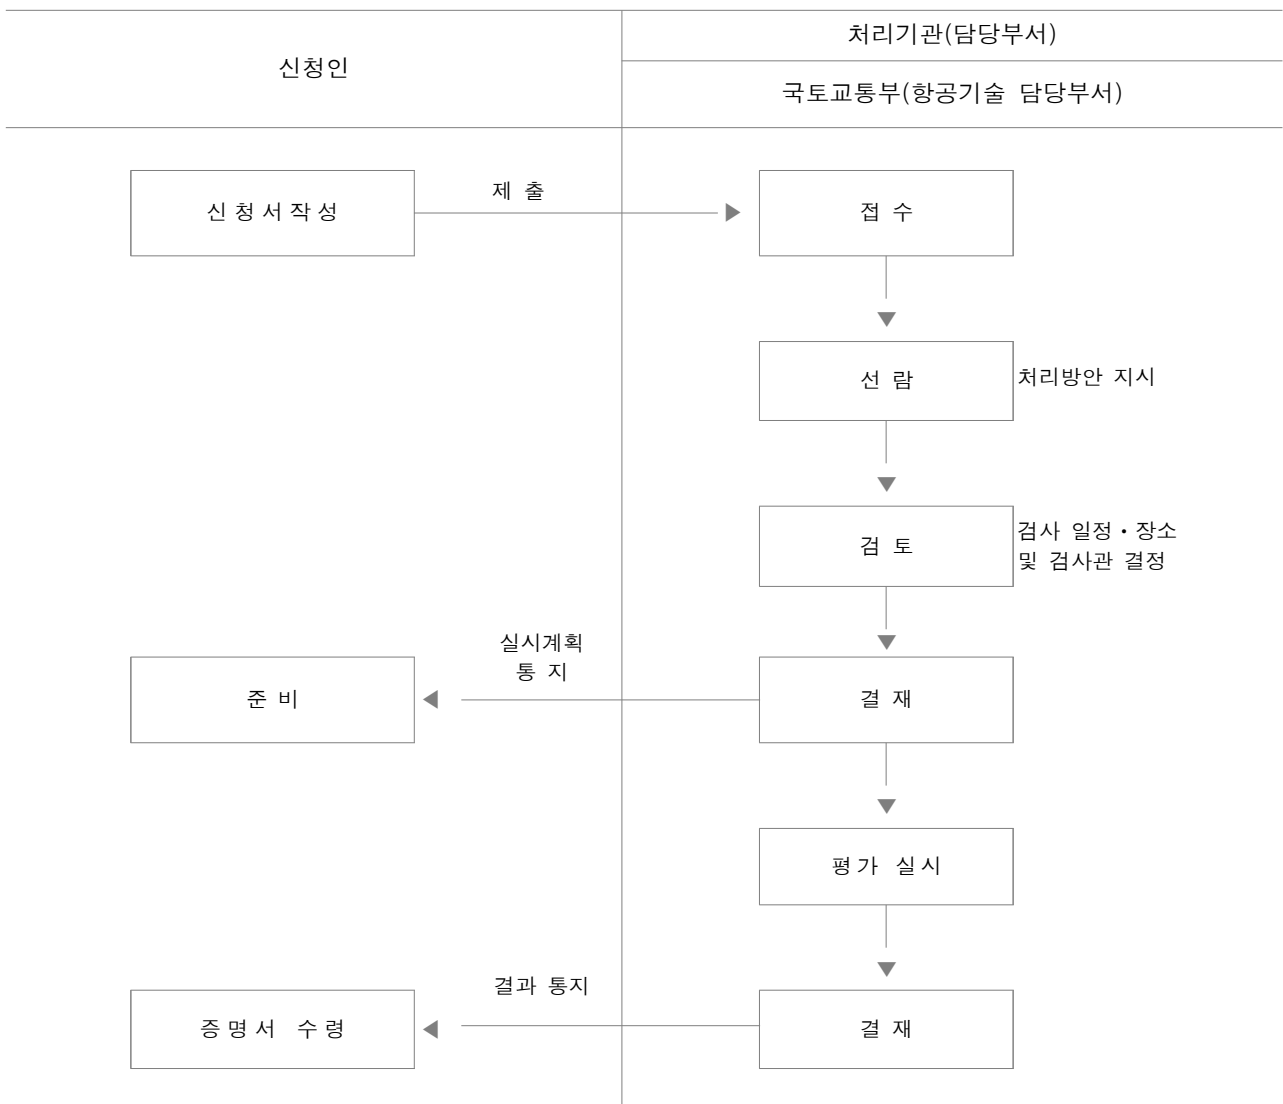 신청인
처리기관(담당부서)
국토교통부(항공기술 담당부서)
신청서작성
제 출
접 수
선 람
처리방안 지시
검 토
검사 일정·장소
및 검사관 결정
실시계획
통 지
준 비
결 재
평가 실시
결과 통지
증명서 수령
결 재